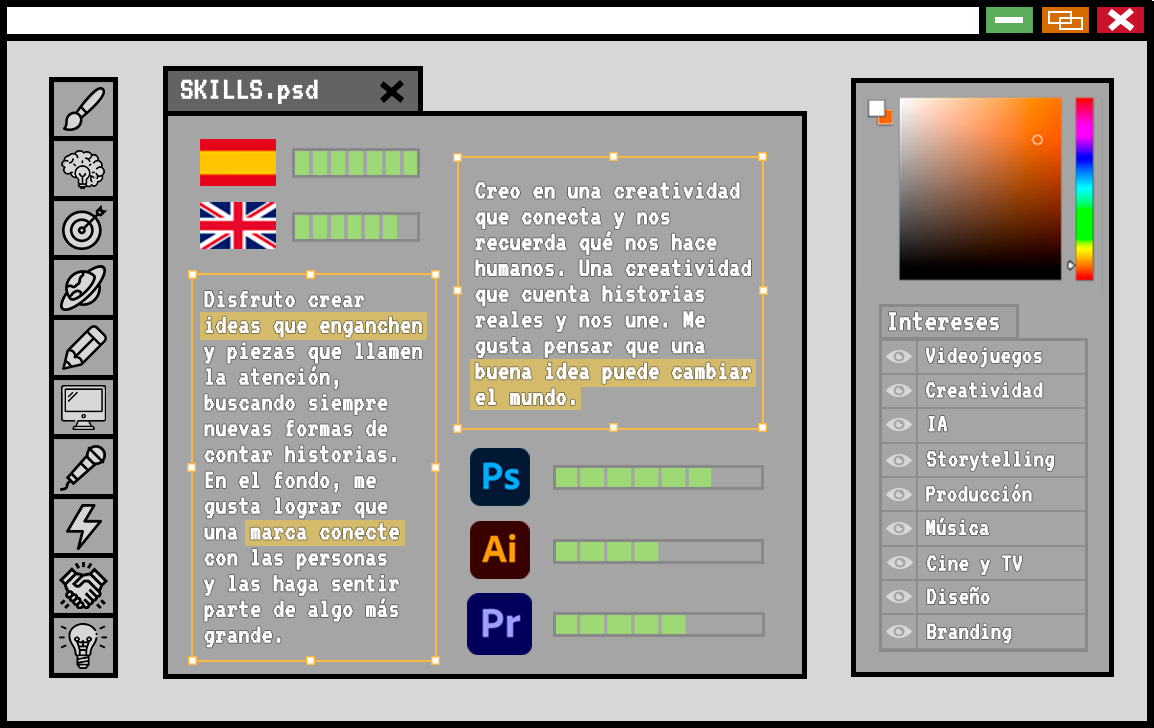 SKILLS.psd
Disfruto crear
ideas que enganchen
y piezas que llamen
la atención,
buscando siempre
nuevas formas de
contar historias.
En el fondo, me
gusta lograr que
una marca conecte
con las personas
y las haga sentir
parte de algo más
grande.
Creo en una creatividad
que conecta y nos
recuerda qué nos hace
humanos. Una creatividad
que cuenta historias
reales y nos une. Me
gusta pensar que una
buena idea puede cambiar
el mundo.
Ps
Ai
Pr
Intereses
Videojuegos
Creatividad
IA
Storytelling
Producción
Música
Cine y TV
Diseño
Branding